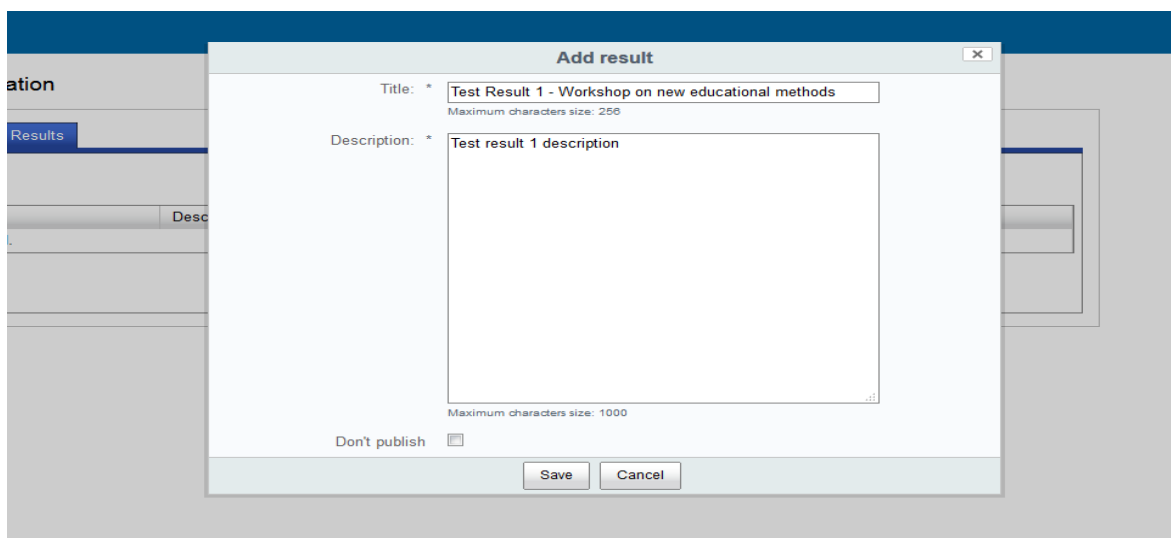 Add result
ation
Title: *
Test Result 1 - Workshop on new educational methods
Maximum characters size: 256
Results
Description: *
Test result 1 description
Desc
Maximum characters size: 1000
Don't publish
Save
Cancel